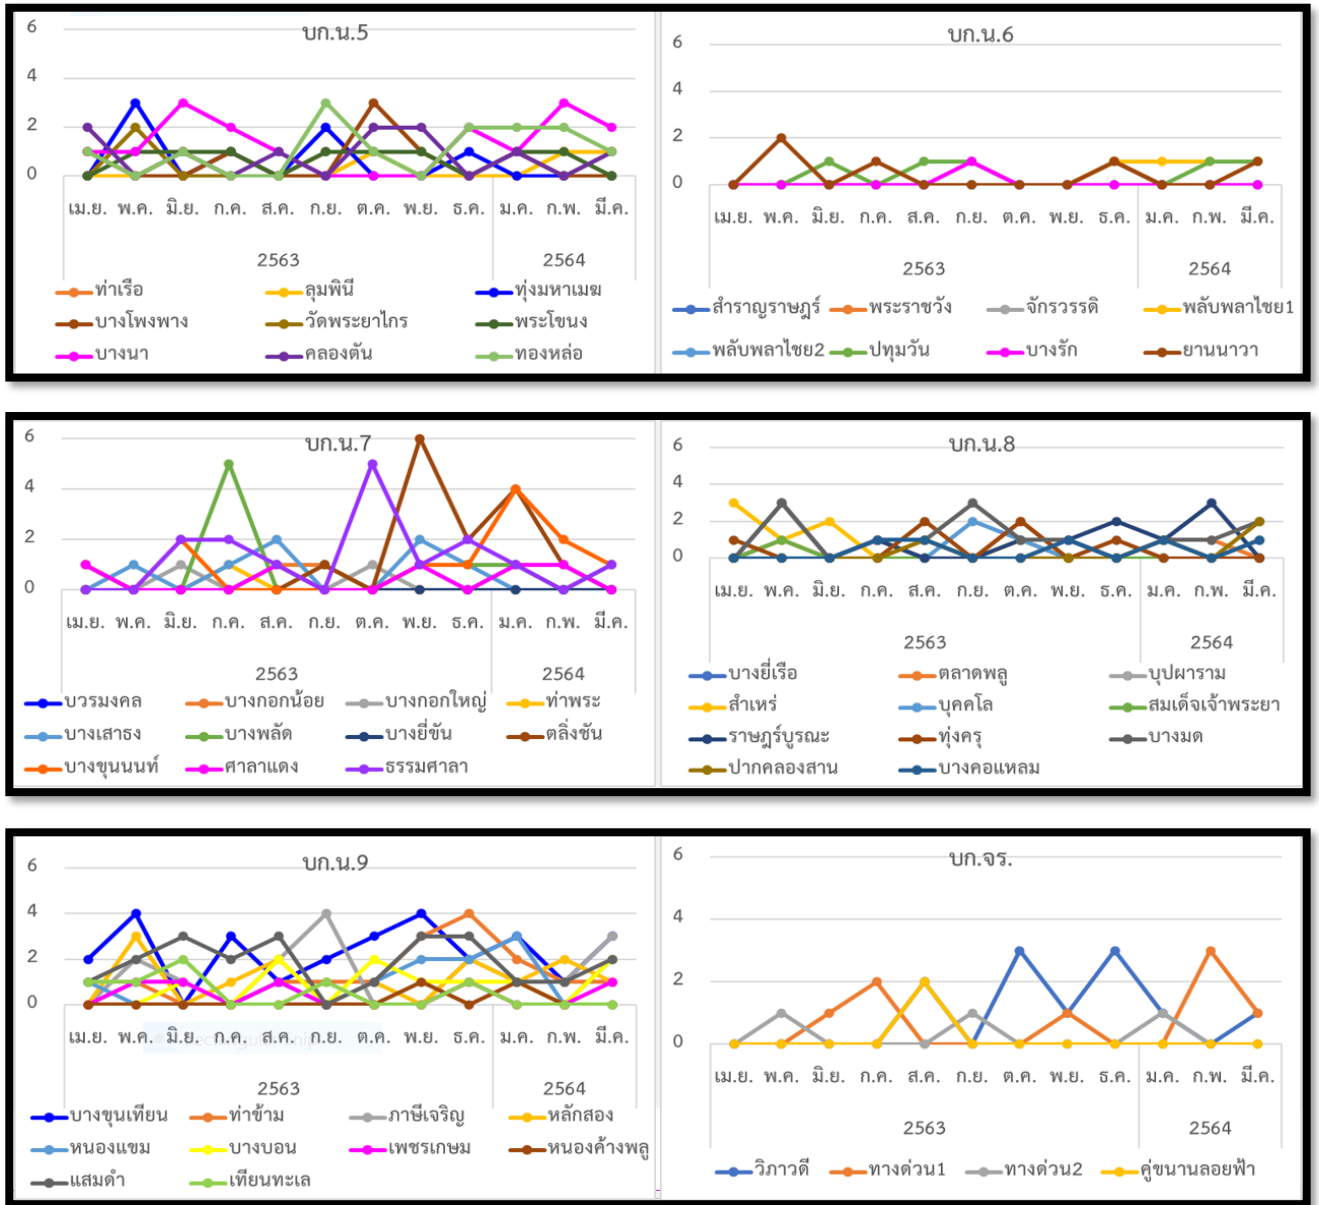 บก.น.5
6
4
2
0
เม.ย. พ.ค. มิ.ย. ก.ค. ส.ค. ก.ย. ต.ค. พ.ย. ธ.ค. ม.ค. ก.พ. มี.ค.
2563 2564
ท่าเรือ ลุมพินี ทุ่งมหาเมฆ
บางโพงพาง วัดพระยาไกร พระโขนง
บางนา คลองตัน ทองหล่อ
บก.น.6
6
4
2
0
เม.ย. พ.ค. มิ.ย. ก.ค. ส.ค. ก.ย. ต.ค. พ.ย. ธ.ค. ม.ค. ก.พ. มี.ค.
2563 2564
สำราญราษฎร์ พระราชวัง จักรวรรดิ พลับพลาไชย1
พลับพลาไชย2 ปทุมวัน บางรัก ยานนาวา
บก.น.7
6
4
2
0
เม.ย. พ.ค. มิ.ย. ก.ค. ส.ค. ก.ย. ต.ค. พ.ย. ธ.ค. ม.ค. ก.พ. มี.ค.
2563 2564
บวรมงคล บางกอกน้อย บางกอกใหญ่ ท่าพระ
บางเสาธง บางพลัด บางยี่ขัน ตลิ่งชัน
บางขุนนนท์ ศาลาแดง ธรรมศาลา
บก.น.8
6
4
2
0
เม.ย. พ.ค. มิ.ย. ก.ค. ส.ค. ก.ย. ต.ค. พ.ย. ธ.ค. ม.ค. ก.พ. มี.ค.
2563 2564
บางยี่เรือ ตลาดพลู บุปผาราม
สำเหร่ บุคคโล สมเด็จเจ้าพระยา
ราษฎร์บูรณะ ทุ่งครุ บางมด
ปากคลองสาน บางคอแหลม
บก.น.9
6
4
2
0
เม.ย. พ.ค. มิ.ย. ก.ค. ส.ค. ก.ย. ต.ค. พ.ย. ธ.ค. ม.ค. ก.พ. มี.ค.
2563 2564
บางขุนเทียน ท่าข้าม ภาษีเจริญ หลักสอง
หนองแขม บางบอน เพชรเกษม หนองค้างพลู
แสมดำ เทียนทะเล
บก.จร.
6
4
2
0
เม.ย. พ.ค. มิ.ย. ก.ค. ส.ค. ก.ย. ต.ค. พ.ย. ธ.ค. ม.ค. ก.พ. มี.ค.
2563 2564
วิภาวดี ทางด่วน1 ทางด่วน2 คู่ขนานลอยฟ้า